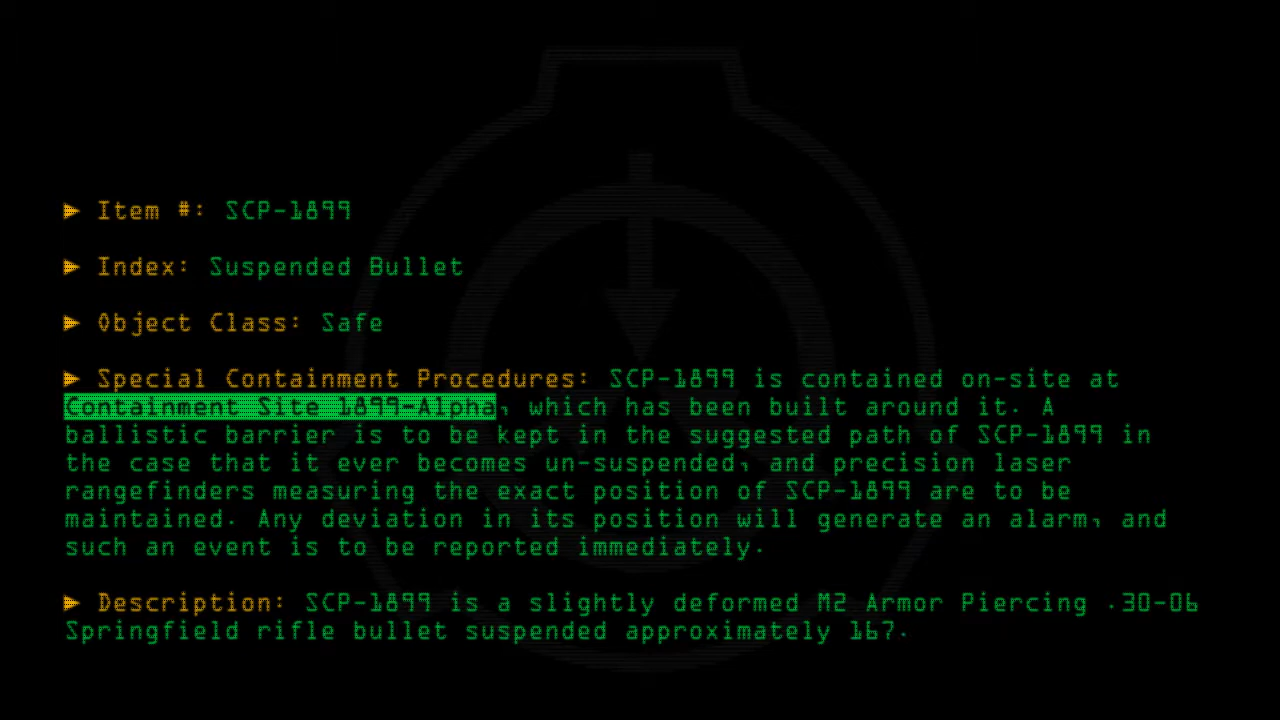 ► Item #: SCP-1899
► Index: Suspended Bullet
► Object Class: Safe
► Special Containment Procedures: SCP-1899 is contained on-site at
Containment Site 1899-Alpha, which has been built around it. A
ballistic barrier is to be kept in the suggested path of SCP-1899 in
the case that it ever becomes un-suspended, and precision laser
rangefinders measuring the exact position of SCP-1899 are to be
maintained. Any deviation in its position will generate an alarm, and
such an event is to be reported immediately.
► Description: SCP-1899 is a slightly deformed M2 Armor Piercing .30-06
Springfield rifle bullet suspended approximately 167.